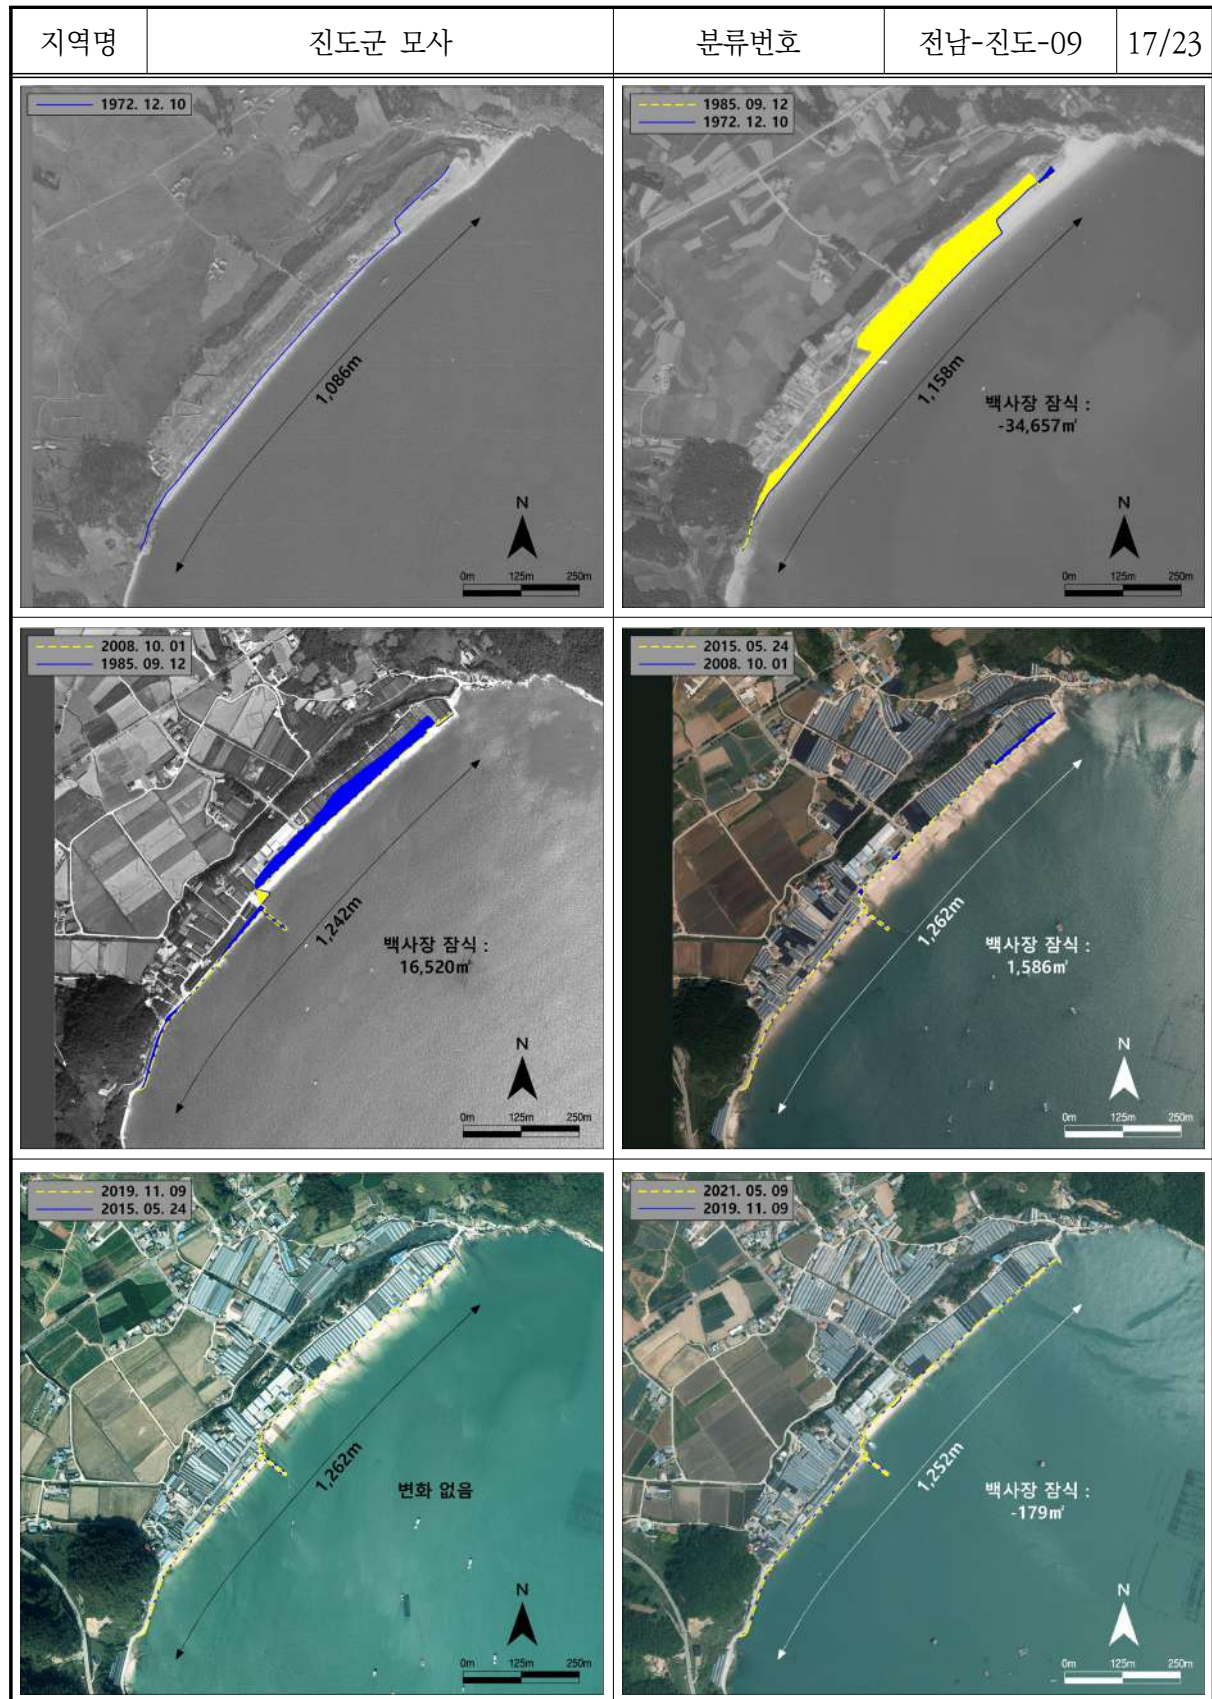 지역명 진도군 모사 분류번호 전남-진도-09 17/23
1972. 12. 10
1,086m
N
0m 125m 250m
1985. 09. 12
1972. 12. 10
1,158m
백사장 잠식 :
-34,657㎡
N
0m 125m 250m
2008. 10. 01
1985. 09. 12
1,242m
백사장 잠식 :
16,520㎡
N
0m 125m 250m
2015. 05. 24
2008. 10. 01
1,262m
백사장 잠식 :
1,586㎡
N
0m 125m 250m
2019. 11. 09
2015. 05. 24
1,262m
변화 없음
N
0m 125m 250m
2021. 05. 09
2019. 11. 09
1,252m
백사장 잠식 :
-179㎡
N
0m 125m 250m